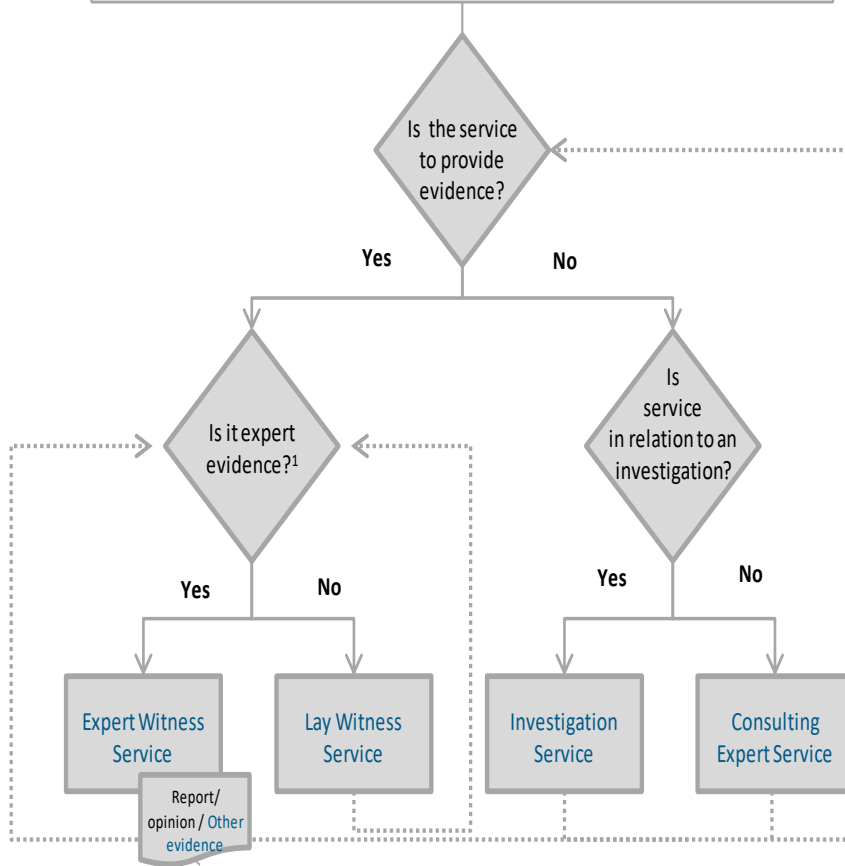 Is the service
to provide
evidence?
Yes
No
Is it expert
evidence?1
Is
service
in relation to an
investigation?
Yes
No
Yes
No
Expert Witness
Service
Lay Witness
Service
Investigation
Service
Consulting
Expert Service
Report/
opinion / Other
evidence